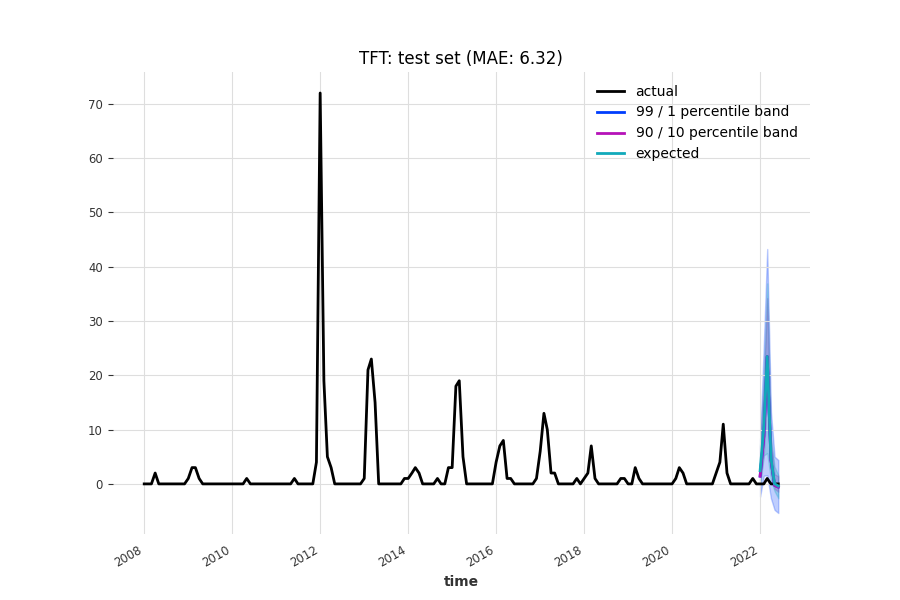 TFT: test set (MAE: 6.32)
actual
99 / 1 percentile band
90 / 10 percentile band
expected
70
60
50
40
30
20
10
0
2008
2010
2012
2014
2016
2018
2020
2022
time